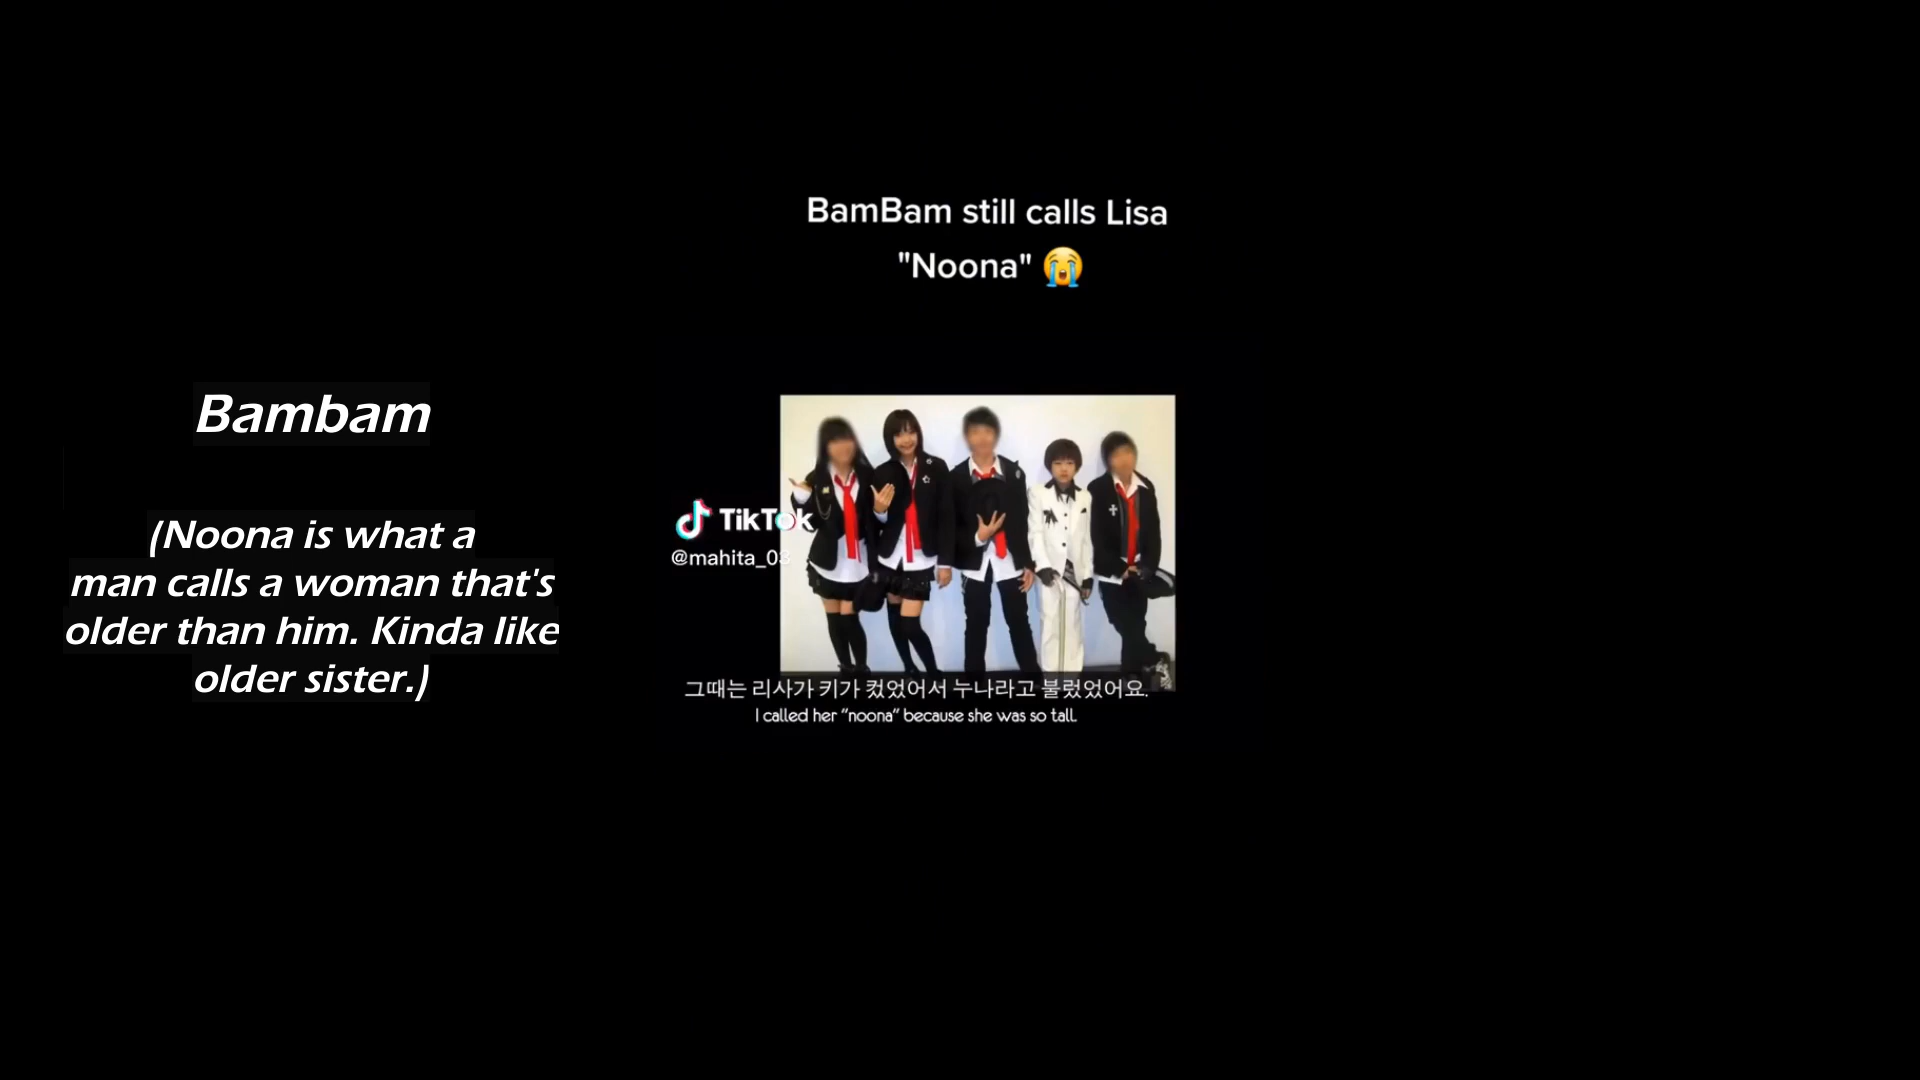 BamBam still calls Lisa
"Noona" 😭
Bambam
(Noona is what a
man calls a woman that's
older than him. Kinda like
older sister.)
TikTok
@mahita_03
그때는 리사가 키가 컸었어서 누나라고 불렀었어요.
I called her "noona" because she was so tall.